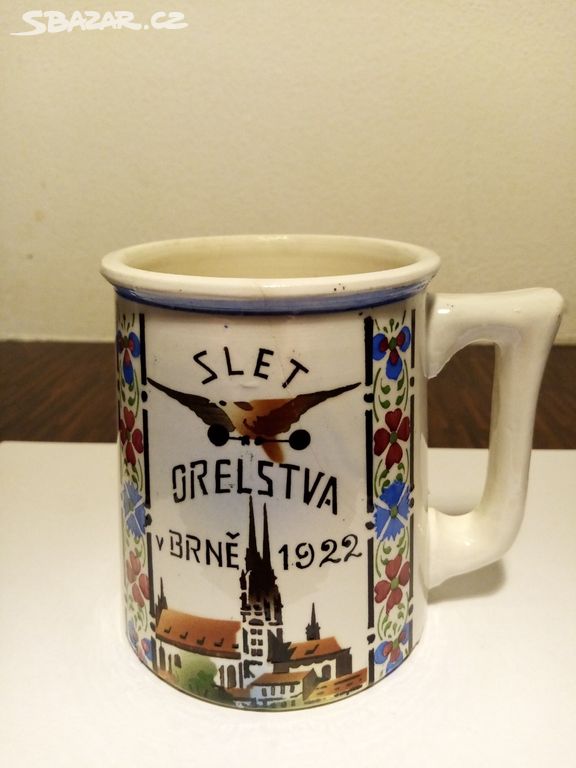 SBAZAR.CZ
SLET
ORELSTVA
v BRNĚ 1922